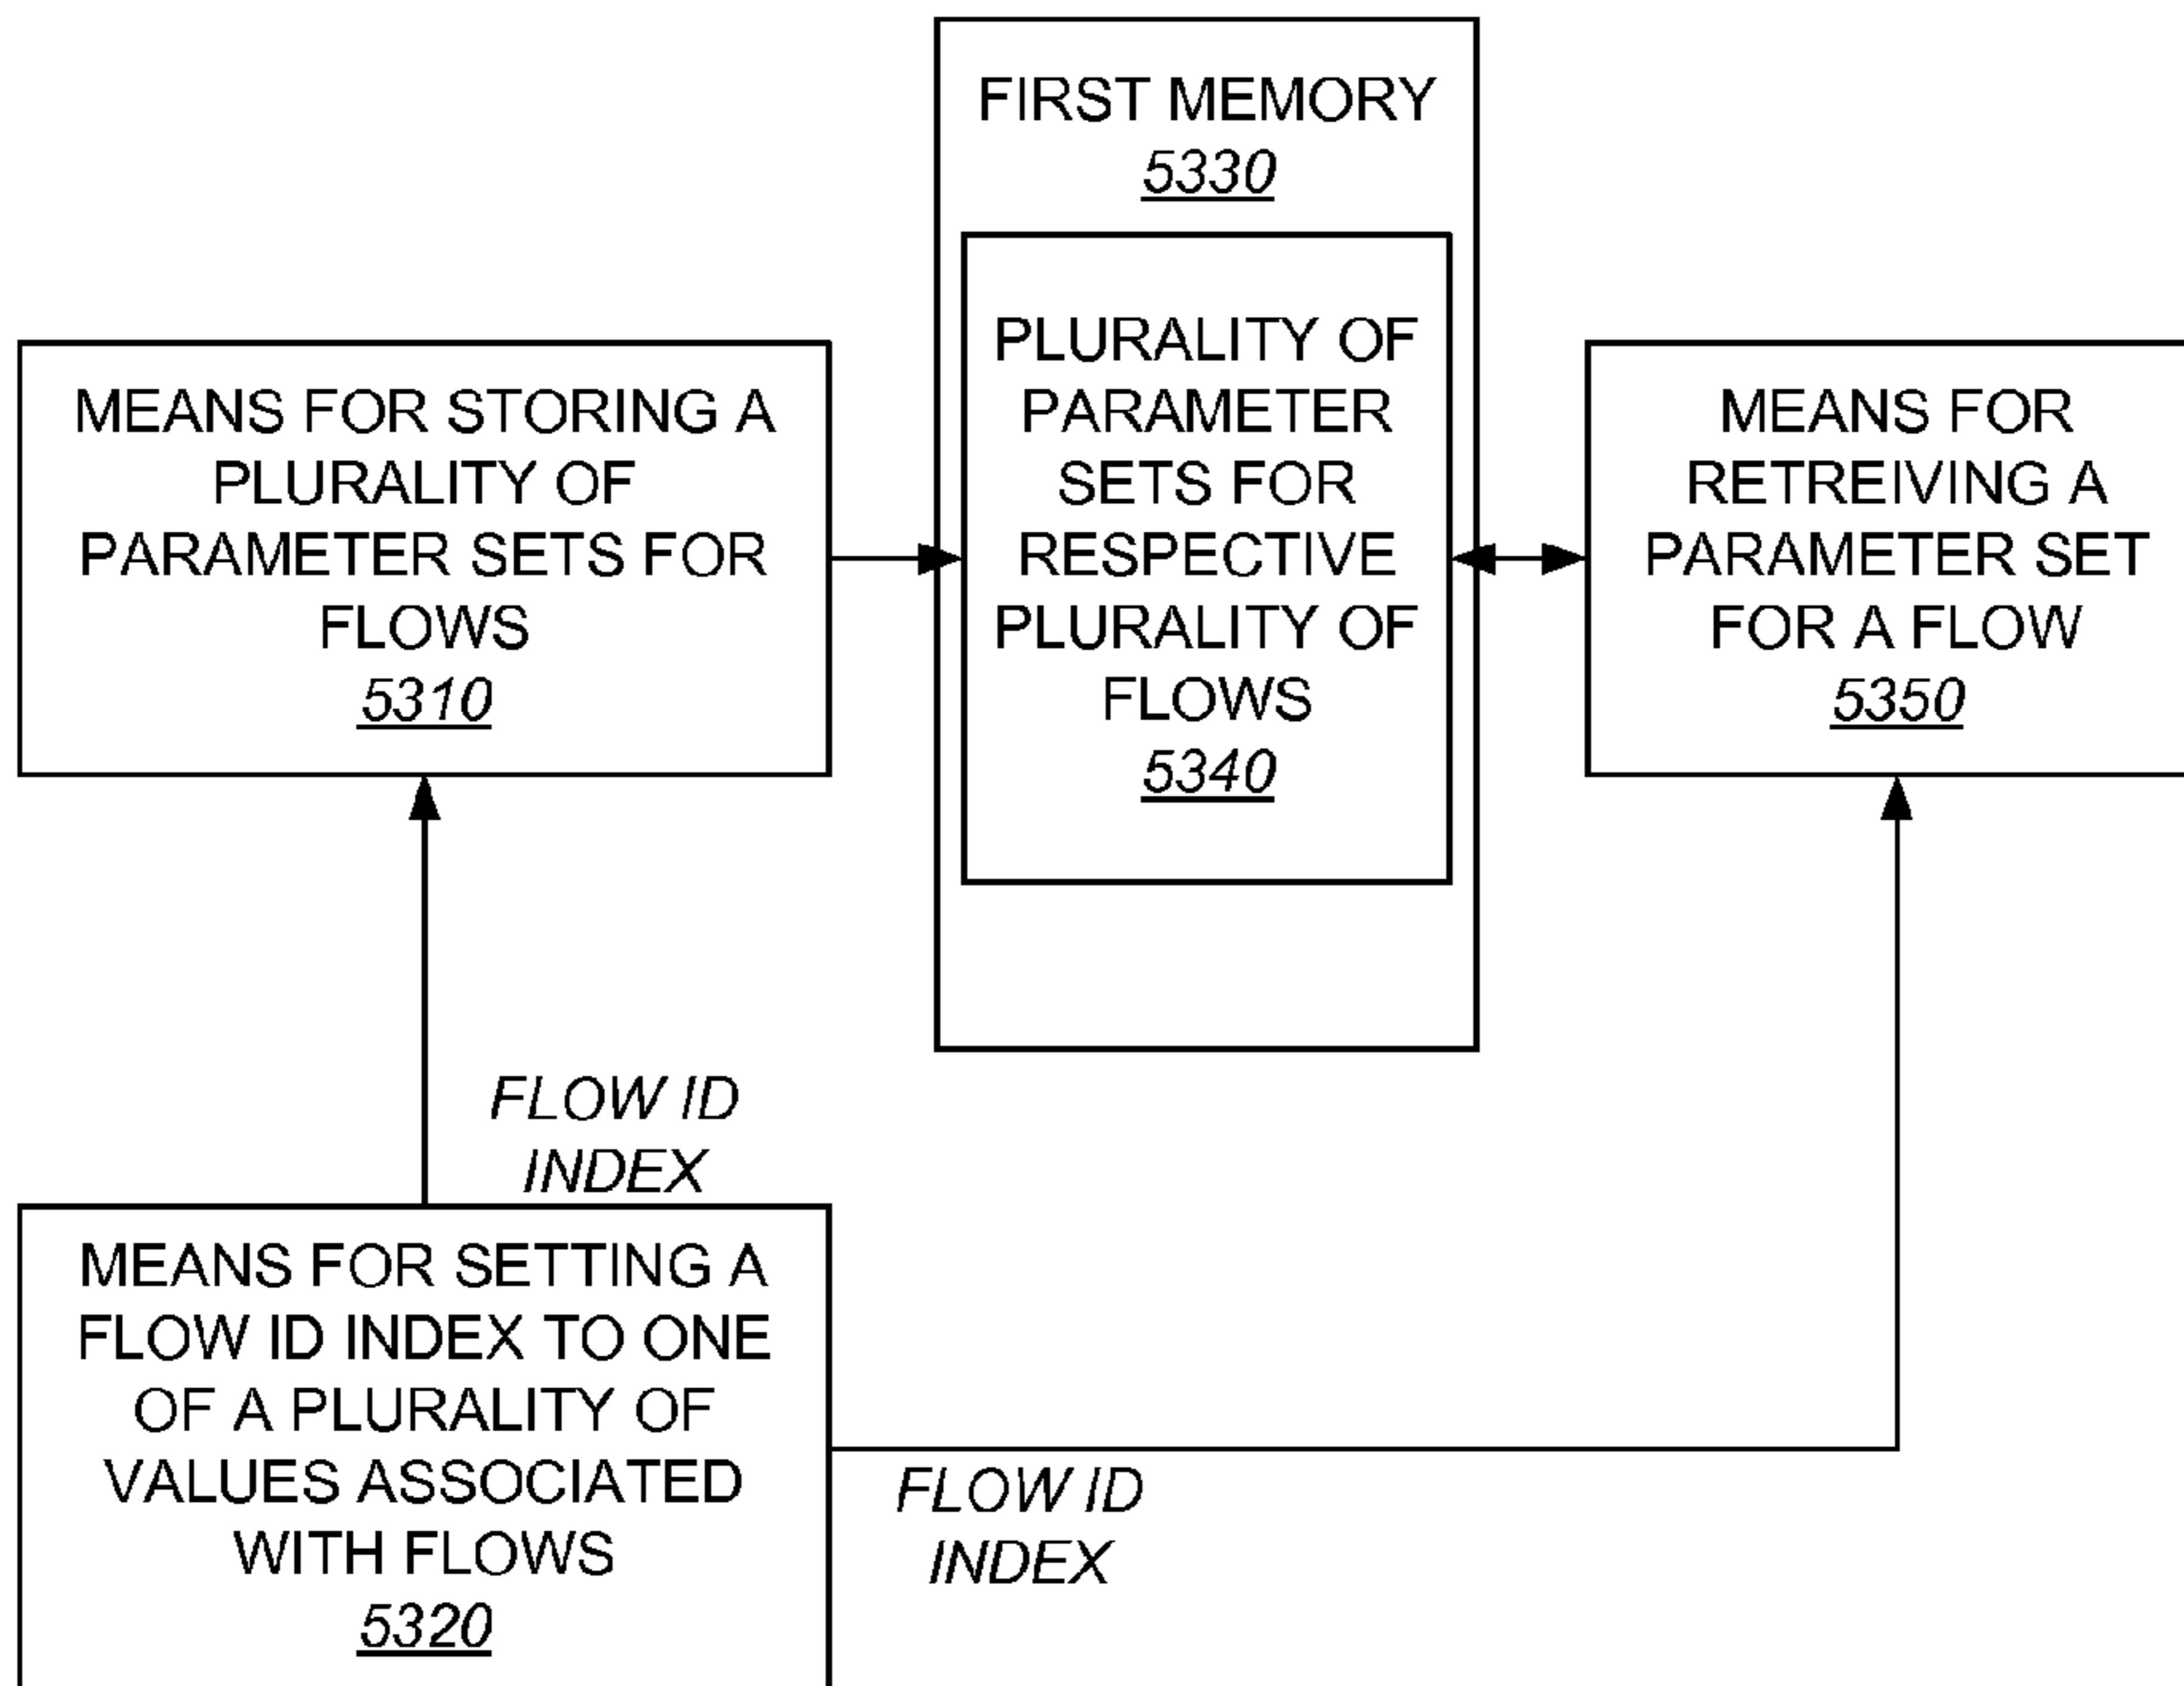 FIRST MEMORY
5330
PLURALITY OF
PARAMETER
SETS FOR
RESPECTIVE
PLURALITY OF
FLOWS
5340
MEANS FOR STORING A
PLURALITY OF
PARAMETER SETS FOR
FLOWS
5310
MEANS FOR
RETREIVING A
PARAMETER SET
FOR A FLOW
5350
FLOW ID
INDEX
MEANS FOR SETTING A
FLOW ID INDEX TO ONE
OF A PLURALITY OF
VALUES ASSOCIATED
WITH FLOWS
5320
FLOW ID
INDEX